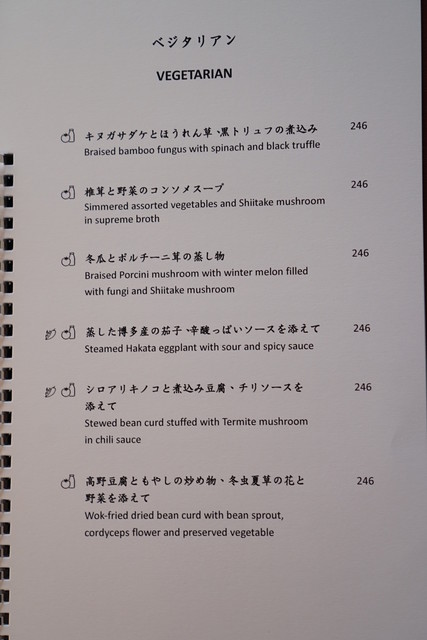 ベジタリアン
VEGETARIAN
キヌガサダケとほうれん草、黒トリュフの煮込み 246
Braised bamboo fungus with spinach and black truffle
椎茸と野菜のコンソメスープ 246
Simmered assorted vegetables and Shiitake mushroom
in supreme broth
冬瓜とポルチーニ茸の蒸し物 246
Braised Porcini mushroom with winter melon filled
with fungi and Shiitake mushroom
蒸した博多産の茄子、辛酸っぱいソースを添えて 246
Steamed Hakata eggplant with sour and spicy sauce
シロアリキノコと煮込み豆腐、チリソースを 246
添えて
Stewed bean curd stuffed with Termite mushroom
in chili sauce
高野豆腐ともやしの炒め物、冬虫夏草の花と 246
野菜を添えて
Wok-fried dried bean curd with bean sprout,
cordyceps flower and preserved vegetable